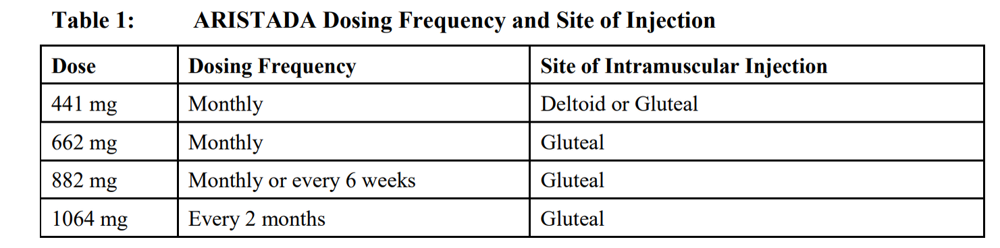 Table 1: ARISTADA Dosing Frequency and Site of Injection
Dose Dosing Frequency Site of Intramuscular Injection
441 mg Monthly Deltoid or Gluteal
662 mg Monthly Gluteal
882 mg Monthly or every 6 weeks Gluteal
1064 mg Every 2 months Gluteal